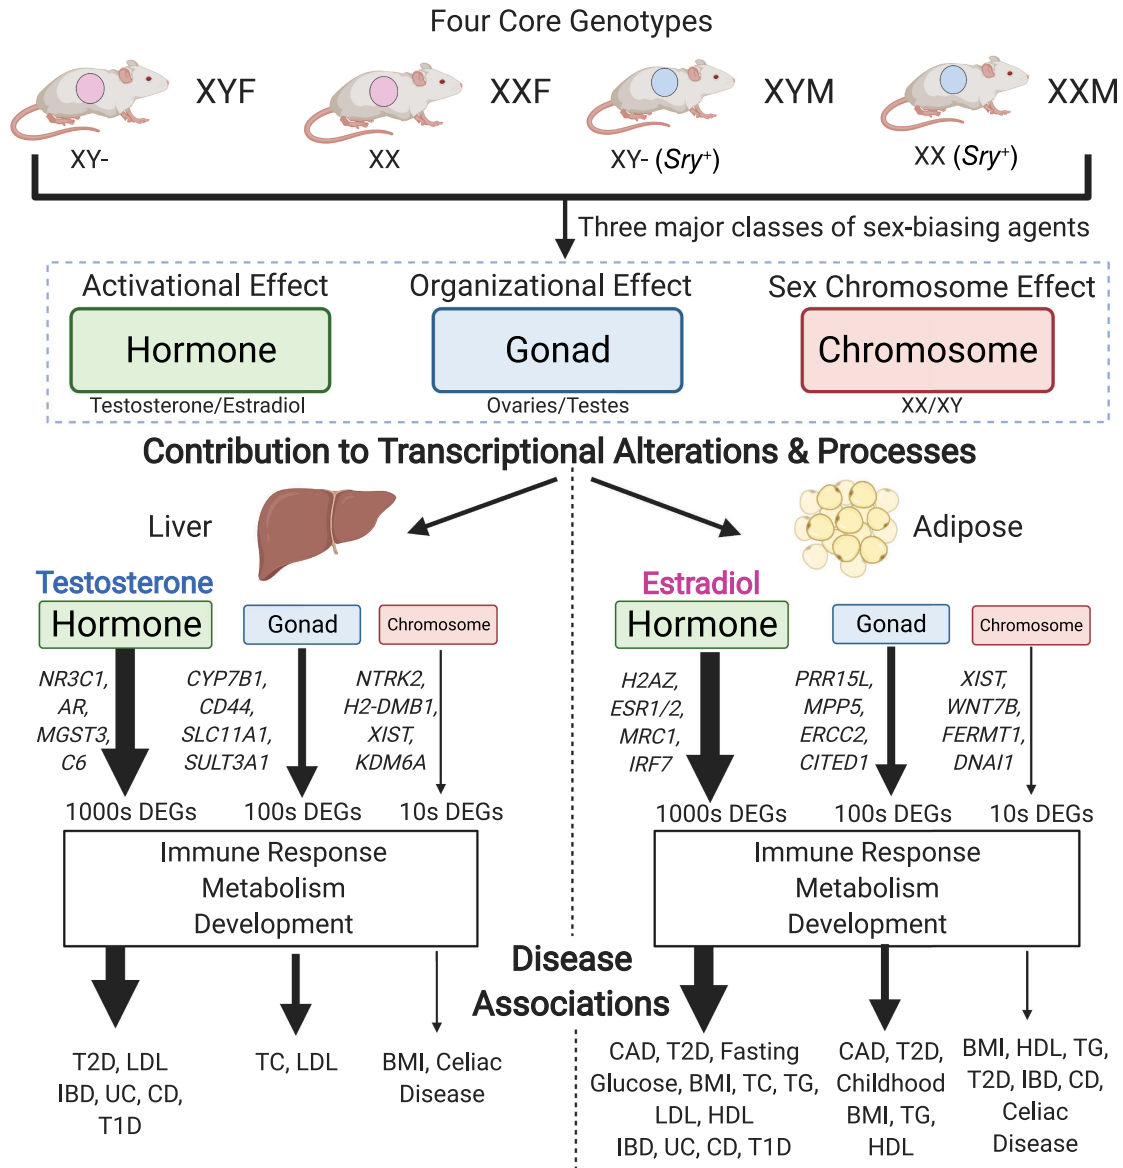 Four Core Genotypes
XYF
XXF
XYM
XXM
XY-
XX
XY- (Sry⁺)
XX (Sry⁺)
Three major classes of sex-biasing agents
Activational Effect
Organizational Effect
Sex Chromosome Effect
Hormone
Gonad
Chromosome
Testosterone/Estradiol
Ovaries/Testes
XX/XY
Contribution to Transcriptional Alterations & Processes
Liver
Adipose
Testosterone
Hormone
Gonad
Chromosome
NR3C1,
AR,
MGST3,
C6
CYP7B1,
CD44,
SLC11A1,
SULT3A1
NTRK2,
H2-DMB1,
XIST,
KDM6A
1000s DEGs
100s DEGs
10s DEGs
Immune Response
Metabolism
Development
Estradiol
Hormone
Gonad
Chromosome
H2AZ,
ESR1/2,
MRC1,
IRF7
PRR15L,
MPP5,
ERCC2,
CITED1
XIST,
WNT7B,
FERMT1,
DNAI1
1000s DEGs
100s DEGs
10s DEGs
Immune Response
Metabolism
Development
Disease
Associations
T2D, LDL
IBD, UC, CD,
T1D
TC, LDL
BMI, Celiac
Disease
CAD, T2D, Fasting
Glucose, BMI, TC, TG,
LDL, HDL
IBD, UC, CD, T1D
CAD, T2D,
Childhood
BMI, TG,
HDL
BMI, HDL, TG,
T2D, IBD, CD,
Celiac
Disease